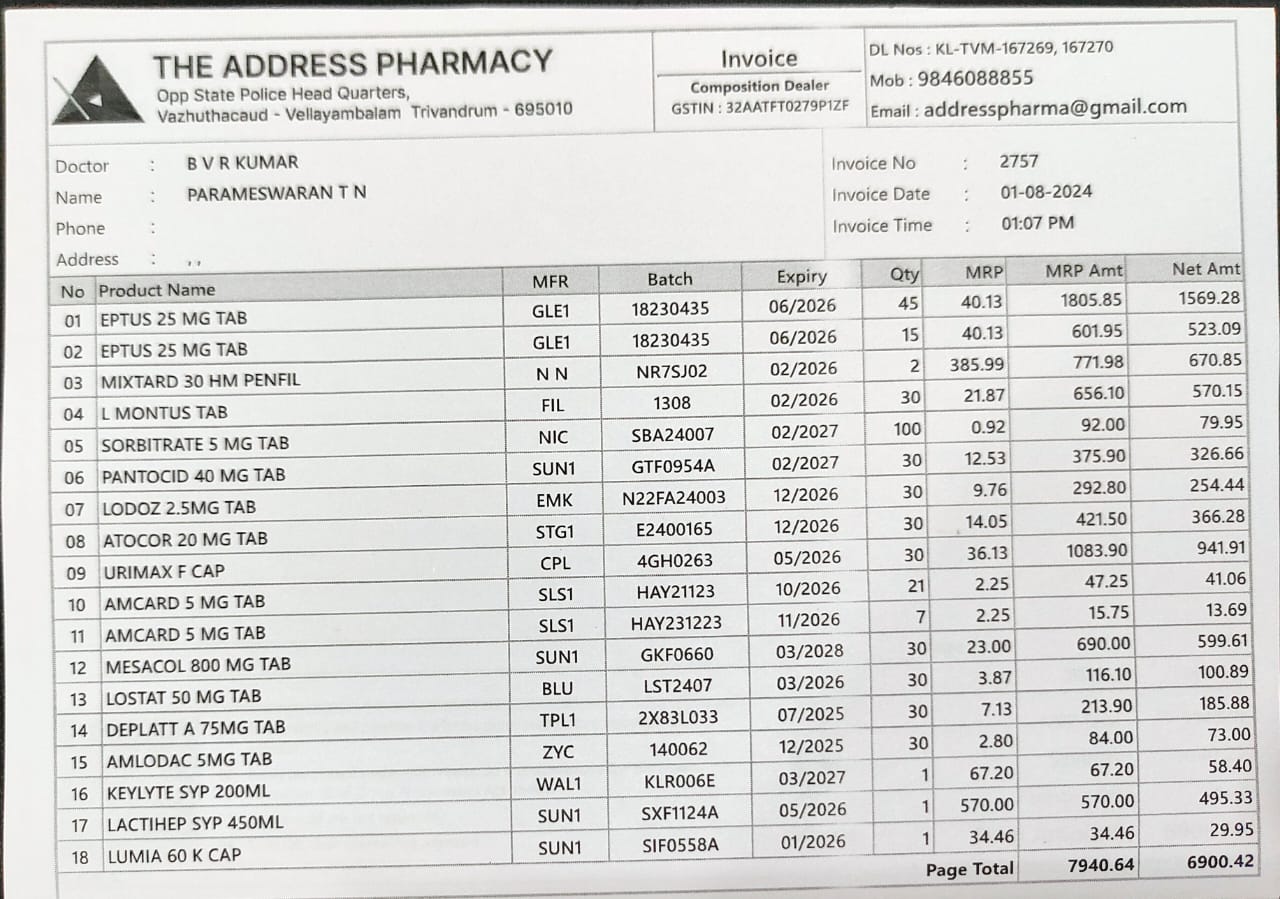 THE ADDRESS PHARMACY
Opp State Police Head Quarters,
Vazhuthacaud - Vellayambalam Trivandrum - 695010
Invoice
Composition Dealer
GSTIN : 32AATFT0279P1ZF
DL Nos : KL-TVM-167269, 167270
Mob : 9846088855
Email : addresspharma@gmail.com
Doctor : B V R KUMAR
Name : PARAMESWARAN T N
Phone :
Address : , ,
Invoice No : 2757
Invoice Date : 01-08-2024
Invoice Time : 01:07 PM
No Product Name MFR Batch Expiry Qty MRP MRP Amt Net Amt
01 EPTUS 25 MG TAB GLE1 18230435 06/2026 45 40.13 1805.85 1569.28
02 EPTUS 25 MG TAB GLE1 18230435 06/2026 15 40.13 601.95 523.09
03 MIXTARD 30 HM PENFIL N N NR7SJ02 02/2026 2 385.99 771.98 670.85
04 L MONTUS TAB FIL 1308 02/2026 30 21.87 656.10 570.15
05 SORBITRATE 5 MG TAB NIC SBA24007 02/2027 100 0.92 92.00 79.95
06 PANTOCID 40 MG TAB SUN1 GTF0954A 02/2027 30 12.53 375.90 326.66
07 LODOZ 2.5MG TAB EMK N22FA24003 12/2026 30 9.76 292.80 254.44
08 ATOCOR 20 MG TAB STG1 E2400165 12/2026 30 14.05 421.50 366.28
09 URIMAX F CAP CPL 4GH0263 05/2026 30 36.13 1083.90 941.91
10 AMCARD 5 MG TAB SLS1 HAY21123 10/2026 21 2.25 47.25 41.06
11 AMCARD 5 MG TAB SLS1 HAY231223 11/2026 7 2.25 15.75 13.69
12 MESACOL 800 MG TAB SUN1 GKF0660 03/2028 30 23.00 690.00 599.61
13 LOSTAT 50 MG TAB BLU LST2407 03/2026 30 3.87 116.10 100.89
14 DEPLATT A 75MG TAB TPL1 2X83L033 07/2025 30 7.13 213.90 185.88
15 AMLODAC 5MG TAB ZYC 140062 12/2025 30 2.80 84.00 73.00
16 KEYLYTE SYP 200ML WAL1 KLR006E 03/2027 1 67.20 67.20 58.40
17 LACTIHEP SYP 450ML SUN1 SXF1124A 05/2026 1 570.00 570.00 495.33
18 LUMIA 60 K CAP SUN1 SIF0558A 01/2026 1 34.46 34.46 29.95
Page Total 7940.64 6900.42